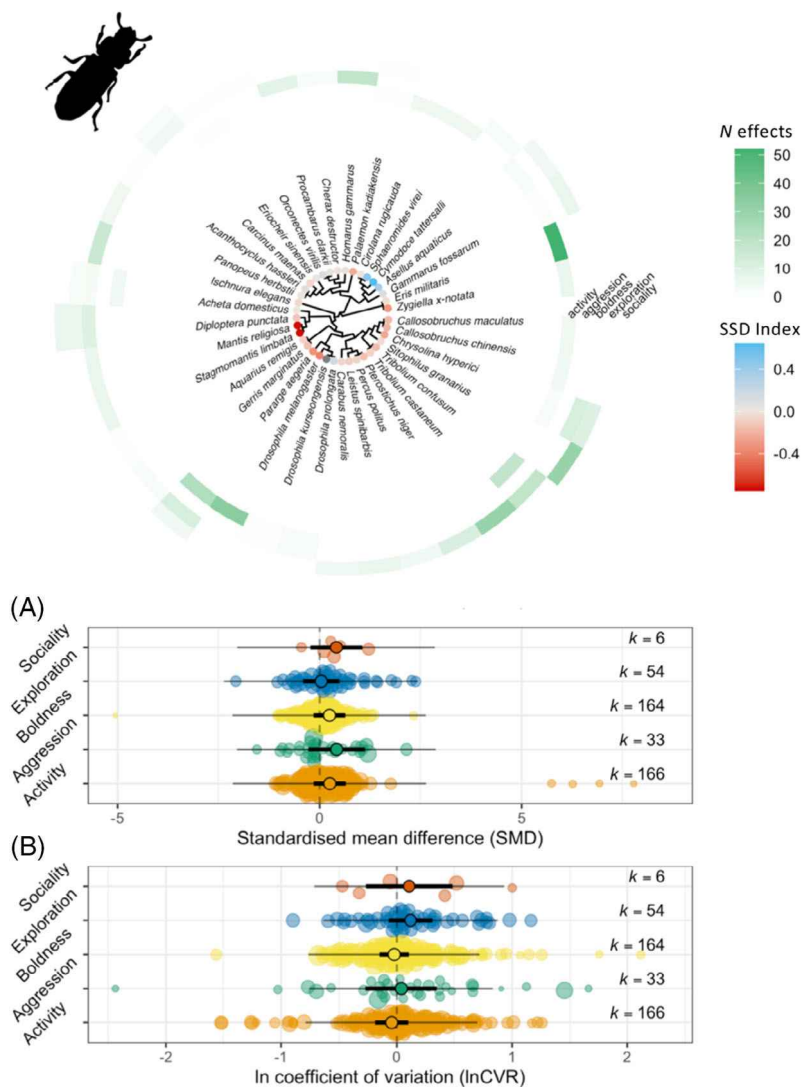 N effects
50
40
30
20
10
0
SSD Index
0.4
0.0
-0.4
activity
aggression
boldness
exploration
sociality
Acanthocyclus hassleri
Carcinus maenas
Eriocheir sinensis
Orconectes virilis
Procambarus clarkii
Cherax destructor
Homarus gammarus
Palaemon kadiakensis
Cirolana rugicauda
Sphaeromides virei
Cymodoce tattersalli
Asellus aquaticus
Gammarus fossarum
Eris militaris
Zygiella x-notata
Callosobruchus maculatus
Callosobruchus chinensis
Chrysolina hyperici
Sitophilus granarius
Tribolium confusum
Tribolium castaneum
Pterostichus niger
Percus politus
Leistus spinibarbis
Carabus nemoralis
Drosophila prolongata
Drosophila kurseongensis
Drosophila melanogaster
Pararge aegeria
Gerris marginatus
Aquarius remigis
Stagmomantis limbata
Mantis religiosa
Diploptera punctata
Acheta domesticus
Ischnura elegans
Panopeus herbstii
(A)
Sociality
k = 6
Exploration
k = 54
Boldness
k = 164
Aggression
k = 33
Activity
k = 166
-5
0
5
Standardised mean difference (SMD)
(B)
Sociality
k = 6
Exploration
k = 54
Boldness
k = 164
Aggression
k = 33
Activity
k = 166
-2
-1
0
1
2
ln coefficient of variation (lnCVR)